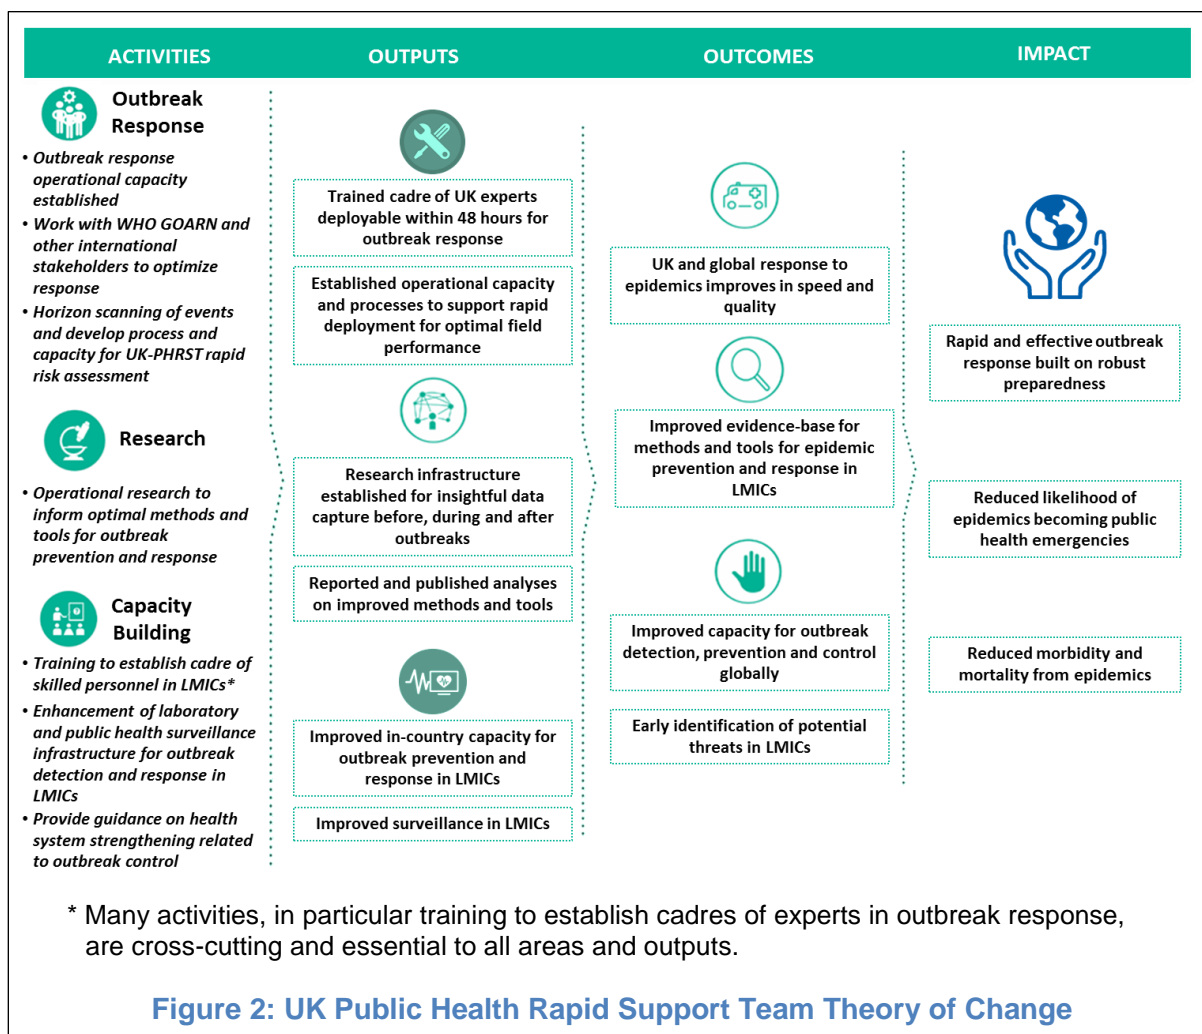 ACTIVITIES
OUTPUTS
OUTCOMES
IMPACT
Outbreak
Response
• Outbreak response
operational capacity
established
• Work with WHO GOARN and
other international
stakeholders to optimize
response
• Horizon scanning of events
and develop process and
capacity for UK-PHRST rapid
risk assessment
Research
• Operational research to
inform optimal methods and
tools for outbreak
prevention and response
Capacity
Building
• Training to establish cadre of
skilled personnel in LMICs*
• Enhancement of laboratory
and public health surveillance
infrastructure for outbreak
detection and response in
LMICs
• Provide guidance on health
system strengthening related
to outbreak control
Trained cadre of UK experts
deployable within 48 hours for
outbreak response
Established operational capacity
and processes to support rapid
deployment for optimal field
performance
Research infrastructure
established for insightful data
capture before, during and after
outbreaks
Reported and published analyses
on improved methods and tools
Improved in-country capacity for
outbreak prevention and
response in LMICs
Improved surveillance in LMICs
UK and global response to
epidemics improves in speed and
quality
Improved evidence-base for
methods and tools for epidemic
prevention and response in
LMICs
Improved capacity for outbreak
detection, prevention and control
globally
Early identification of potential
threats in LMICs
Rapid and effective outbreak
response built on robust
preparedness
Reduced likelihood of
epidemics becoming public
health emergencies
Reduced morbidity and
mortality from epidemics
* Many activities, in particular training to establish cadres of experts in outbreak response,
are cross-cutting and essential to all areas and outputs.
Figure 2: UK Public Health Rapid Support Team Theory of Change